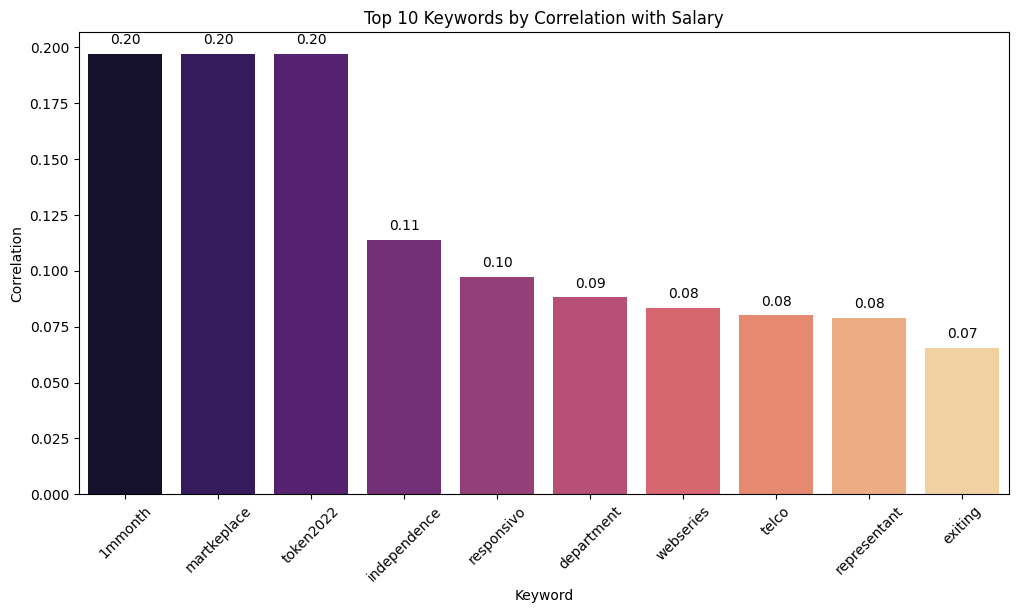 Top 10 Keywords by Correlation with Salary
0.200
0.175
0.150
0.125
0.100
0.075
0.050
0.025
0.000
Correlation
0.20 0.20 0.20 0.11 0.10 0.09 0.08 0.08 0.08 0.07
1mmonth martkeplace token2022 independence responsivo department webseries telco representant exiting
Keyword